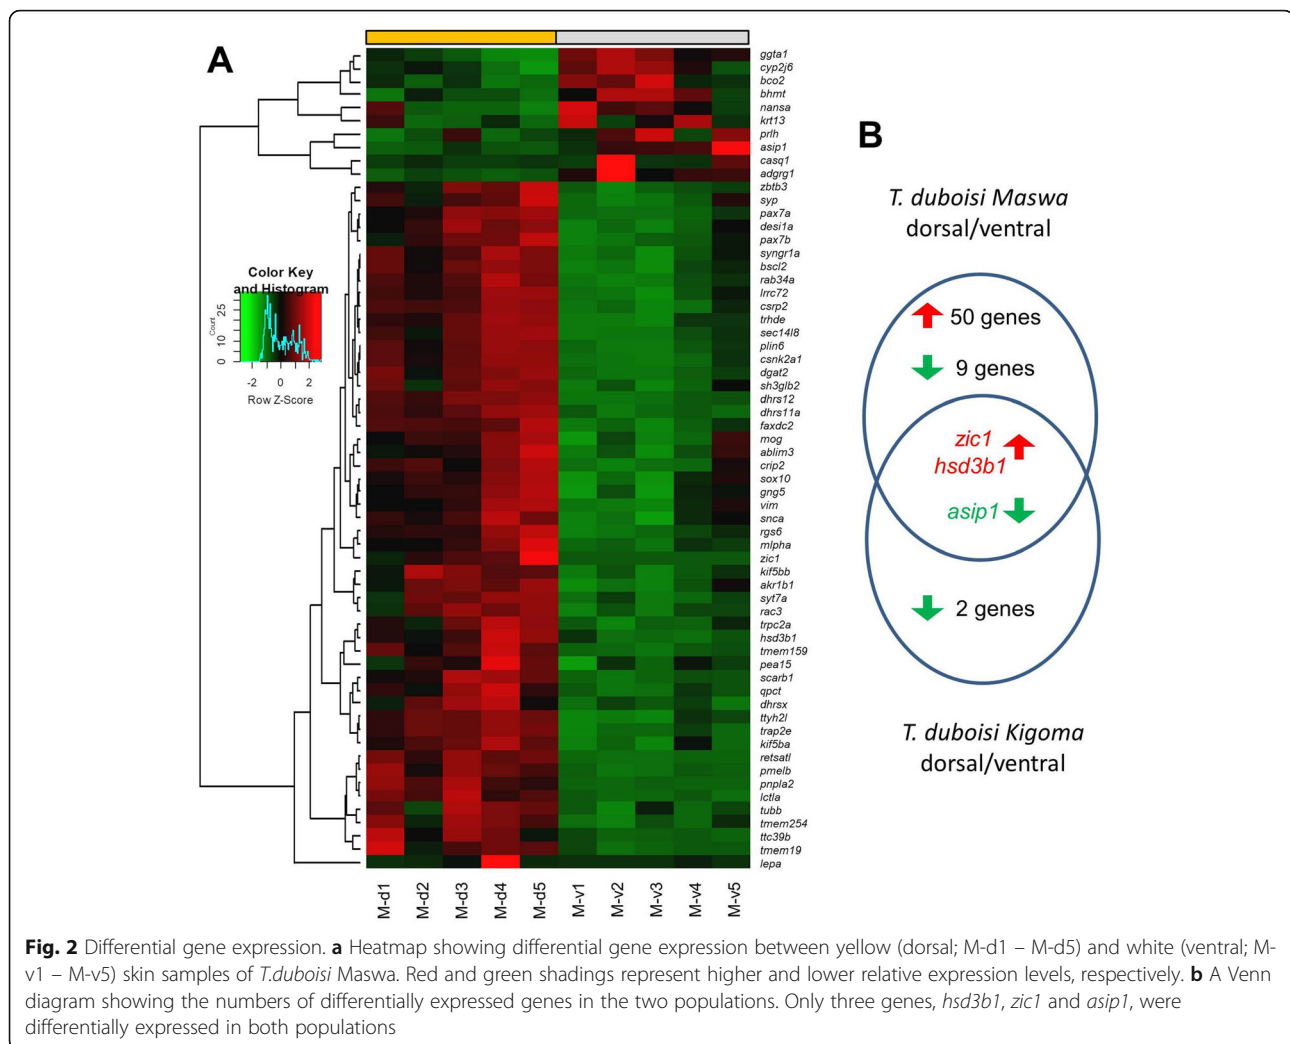 A
ggta1
cyp2j6
bco2
bhmt
nansa
krt13
prlh
asip1
casq1
adgrg1
zbtb3
syp
pax7a
desi1a
pax7b
syngr1a
bscl2
rab34a
lrrc72
csrp2
trhde
sec14l8
plin6
csnk2a1
dgat2
sh3glb2
dhrs12
dhrs11a
faxdc2
mog
ablim3
crip2
sox10
gng5
vim
snca
rgs6
mlpha
zic1
kif5bb
akr1b1
syt7a
rac3
trpc2a
hsd3b1
tmem159
pea15
scarb1
qpct
dhrsx
ttyh2l
trap2e
kif5ba
retsatl
pmelb
pnpla2
lctla
tubb
tmem254
ttc39b
tmem19
lepa
Color Key
and Histogram
Count
0 10 25
-2 0 2
Row Z-Score
M-d1
M-d2
M-d3
M-d4
M-d5
M-v1
M-v2
M-v3
M-v4
M-v5
B
T. duboisi Maswa
dorsal/ventral
50 genes
9 genes
zic1
hsd3b1
asip1
2 genes
T. duboisi Kigoma
dorsal/ventral
Fig. 2 Differential gene expression. a Heatmap showing differential gene expression between yellow (dorsal; M-d1 – M-d5) and white (ventral; M-
v1 – M-v5) skin samples of T.duboisi Maswa. Red and green shadings represent higher and lower relative expression levels, respectively. b A Venn
diagram showing the numbers of differentially expressed genes in the two populations. Only three genes, hsd3b1, zic1 and asip1, were
differentially expressed in both populations